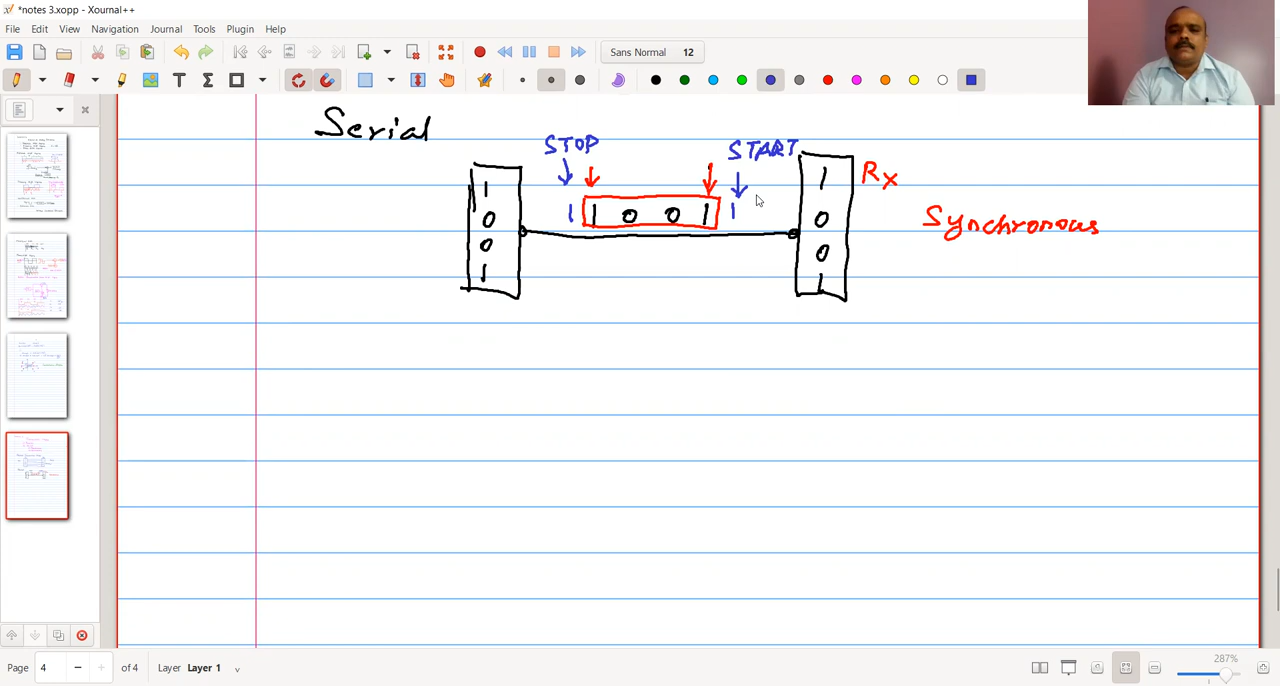 *notes 3.xopp - Xournal++
File Edit View Navigation Journal Tools Plugin Help
Sans Normal 12
Serial
STOP START
1 1 Rx
1 1 0 0 1 1
0 0 Synchronous
0 0
1 1
Page 4 of 4 Layer Layer 1 287%